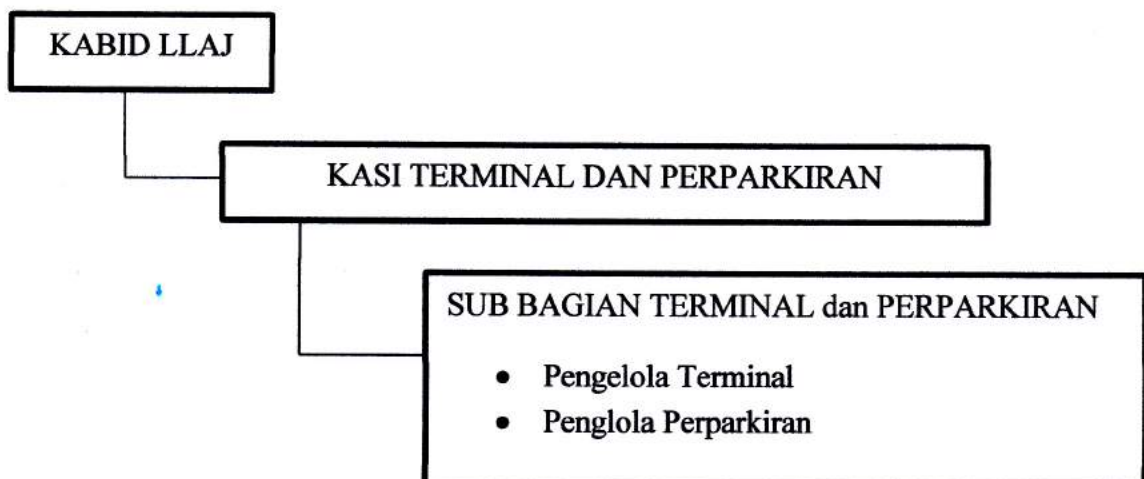 KABID LLAJ
KASI TERMINAL DAN PERPARKIRAN
SUB BAGIAN TERMINAL dan PERPARKIRAN
• Pengelola Terminal
• Penglola Perparkiran